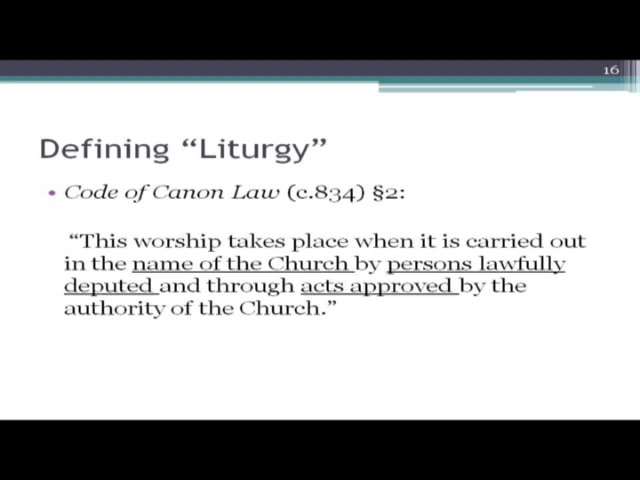 16
Defining “Liturgy”
• Code of Canon Law (c.834) §2:
“This worship takes place when it is carried out
in the name of the Church by persons lawfully
deputed and through acts approved by the
authority of the Church.”